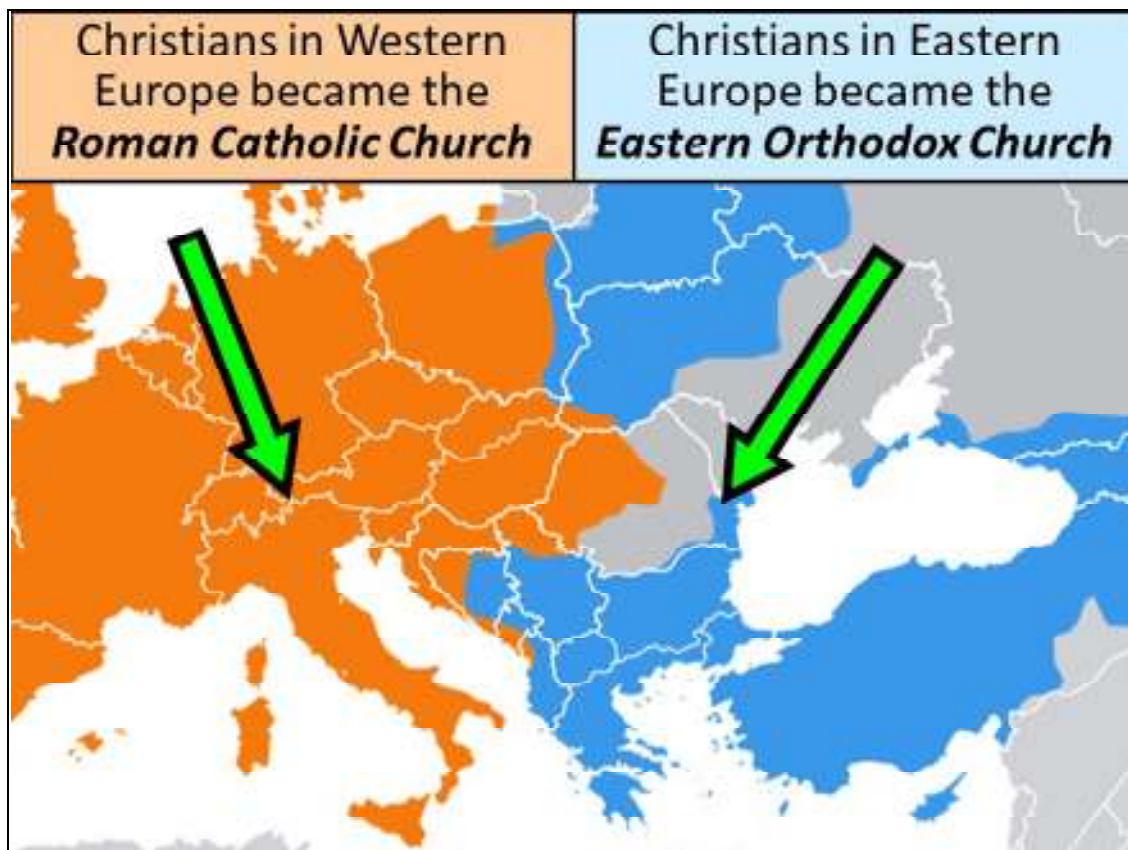 Christians in Western
Europe became the
Roman Catholic Church
Christians in Eastern
Europe became the
Eastern Orthodox Church